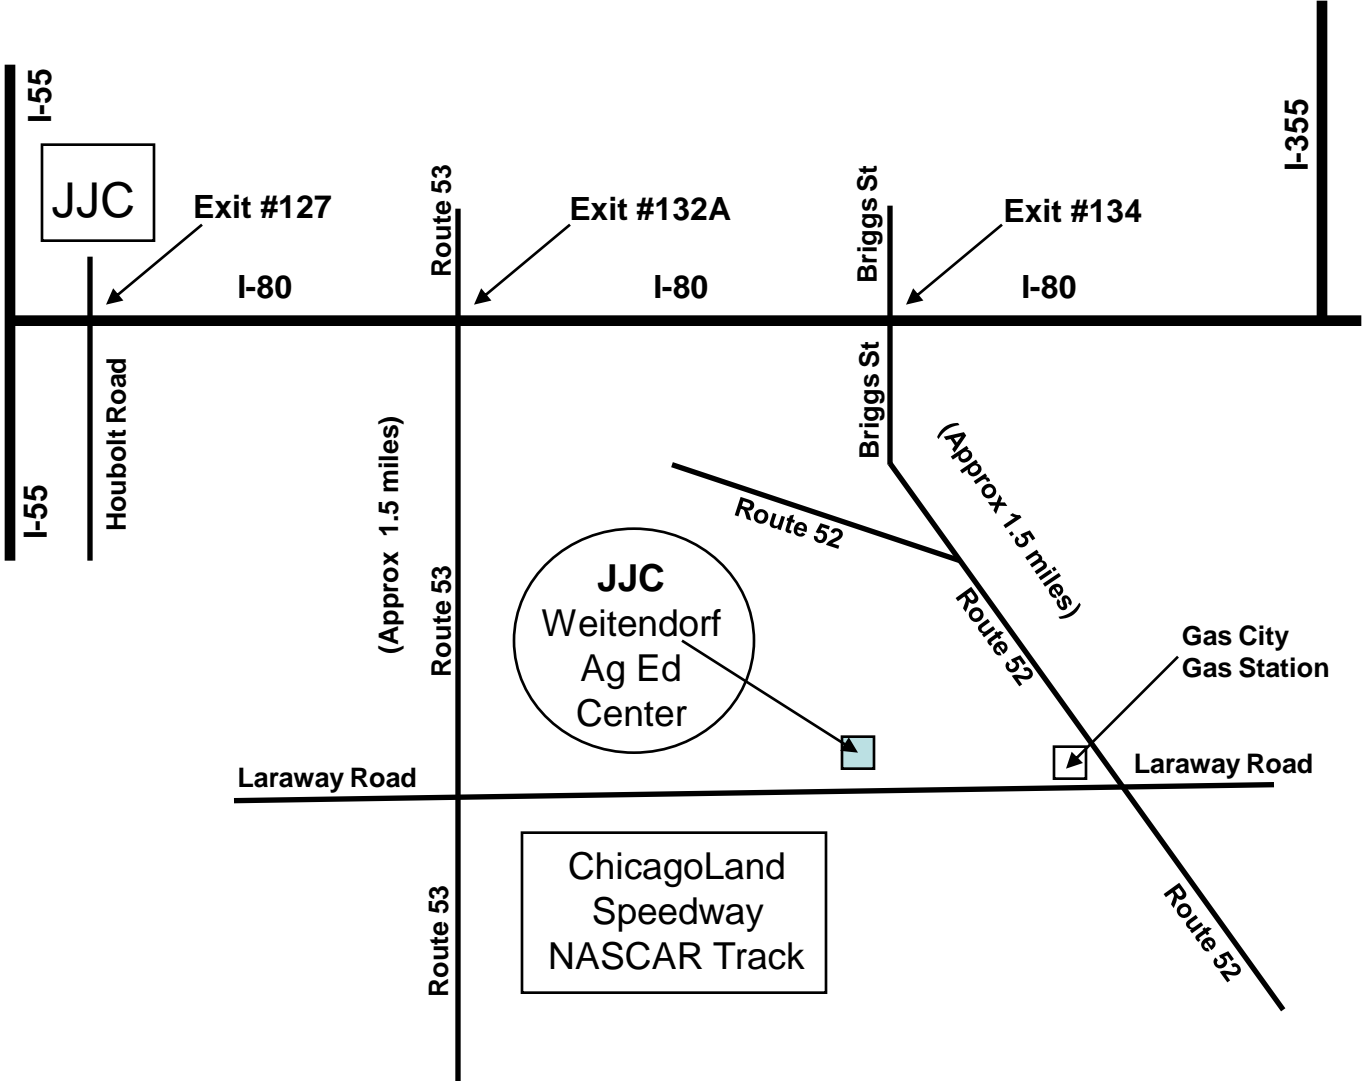 I-55
I-355
JJC
Exit #127
Route 53
Exit #132A
Briggs St
Exit #134
I-80
I-80
I-80
Houbolt Road
Briggs St
I-55
(Approx 1.5 miles)
(Approx 1.5 miles)
Route 52
Route 53
JJC
Weitendorf
Ag Ed
Center
Route 52
Gas City
Gas Station
Laraway Road
Laraway Road
ChicagoLand
Speedway
NASCAR Track
Route 53
Route 52